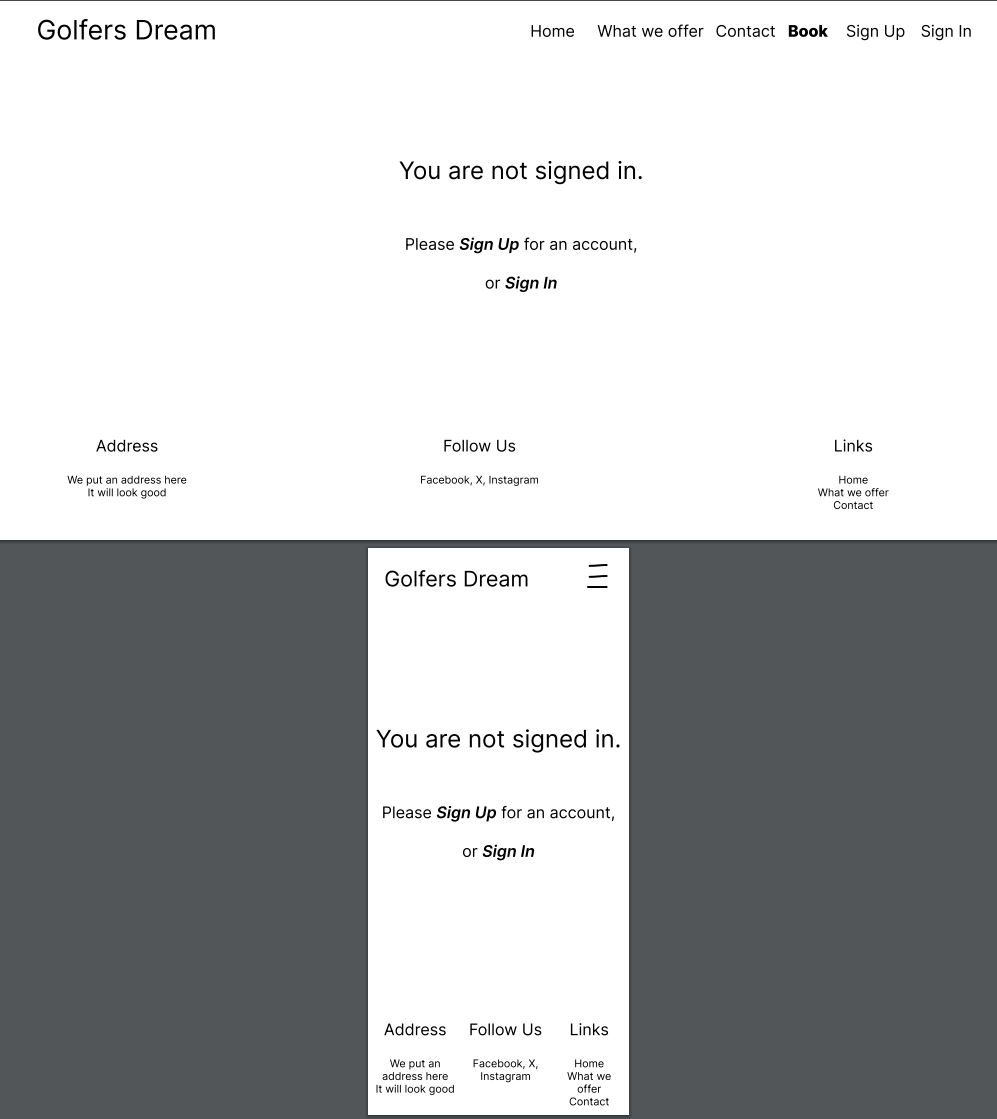 Golfers Dream
Home What we offer Contact Book Sign Up Sign In
You are not signed in.
Please Sign Up for an account,
or Sign In
Address
We put an address here
It will look good
Follow Us
Facebook, X, Instagram
Links
Home
What we offer
Contact
Golfers Dream
You are not signed in.
Please Sign Up for an account,
or Sign In
Address
We put an
address here
It will look good
Follow Us
Facebook, X,
Instagram
Links
Home
What we
offer
Contact